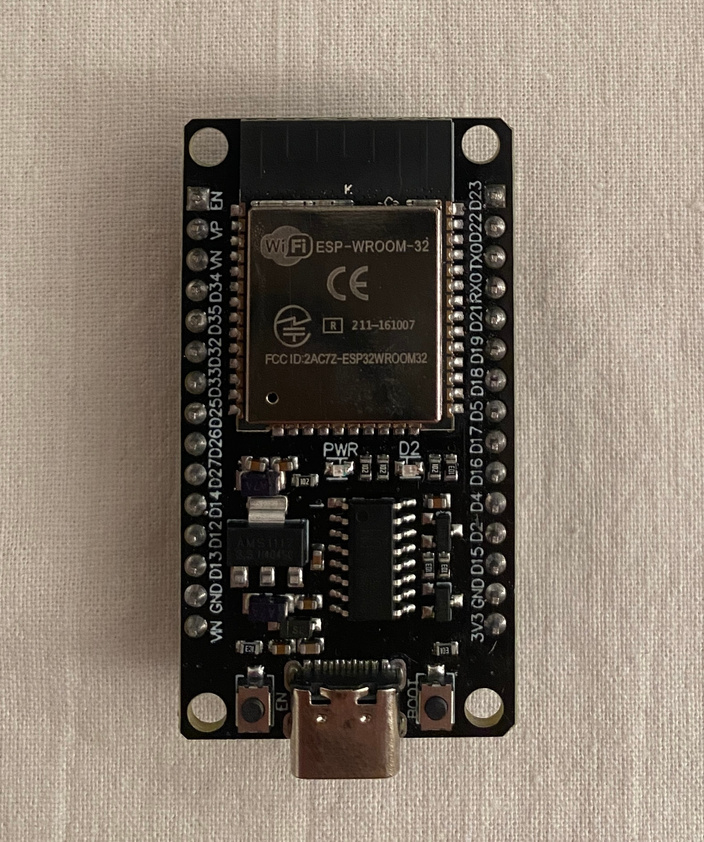 EN
VP
VN
D34
D35
D32
D33
D25
D26
D27
D14
D12
D13
GND
VIN
K
WiFi ESP-WROOM-32
CE
R 211-161007
FCC ID:2AC7Z-ESP32WROOM32
PWR
D2
AMS1117
EN
BOOT
D23
D22
TX0
RX0
D21
D19
D18
D5
D17
D16
D4
D2
D15
GND
3V3